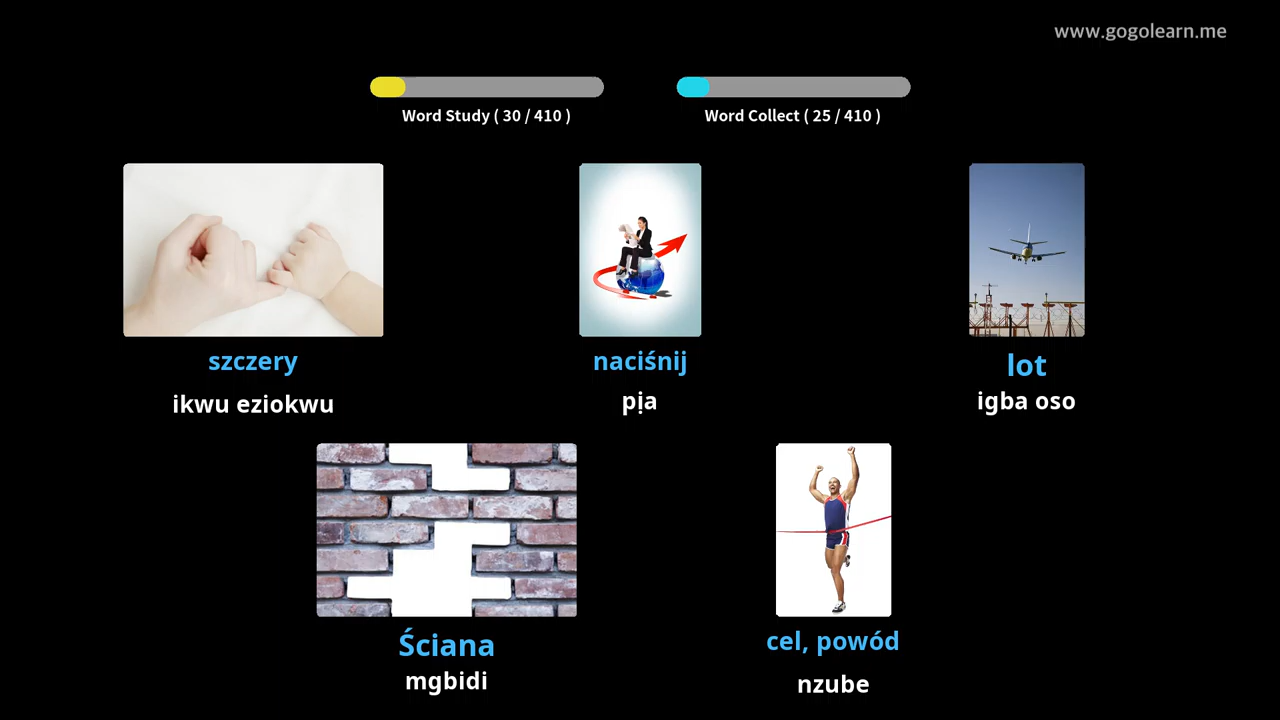 www.gogolearn.me
Word Study ( 30 / 410 )
Word Collect ( 25 / 410 )
szczery
ikwu eziokwu
naciśnij
pịa
lot
igba oso
Ściana
mgbidi
cel, powód
nzube